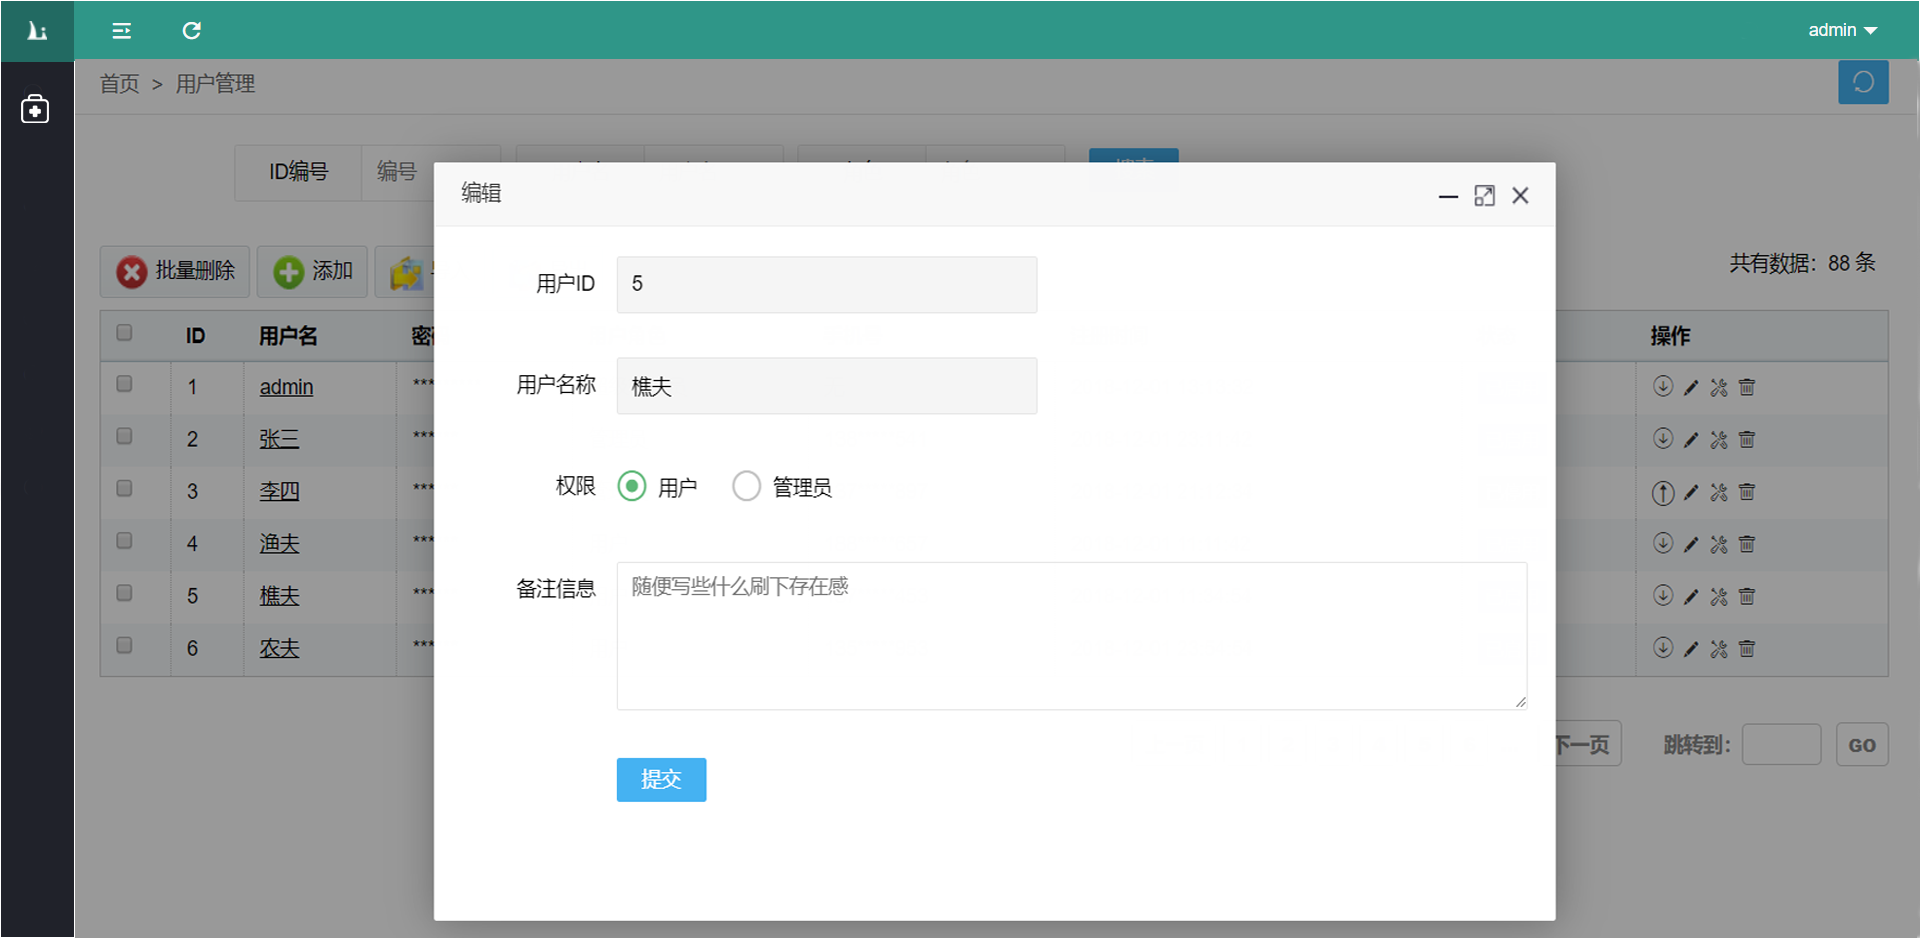 admin
首页 > 用户管理
ID编号 编号
编辑
批量删除 添加
共有数据：88 条
用户ID 5
用户名称 樵夫
权限 用户 管理员
备注信息 随便写些什么刷下存在感
提交
ID 用户名 操作
1 admin ***
2 张三 ***
3 李四 ***
4 渔夫 ***
5 樵夫 ***
6 农夫 ***
下一页 跳转到： GO